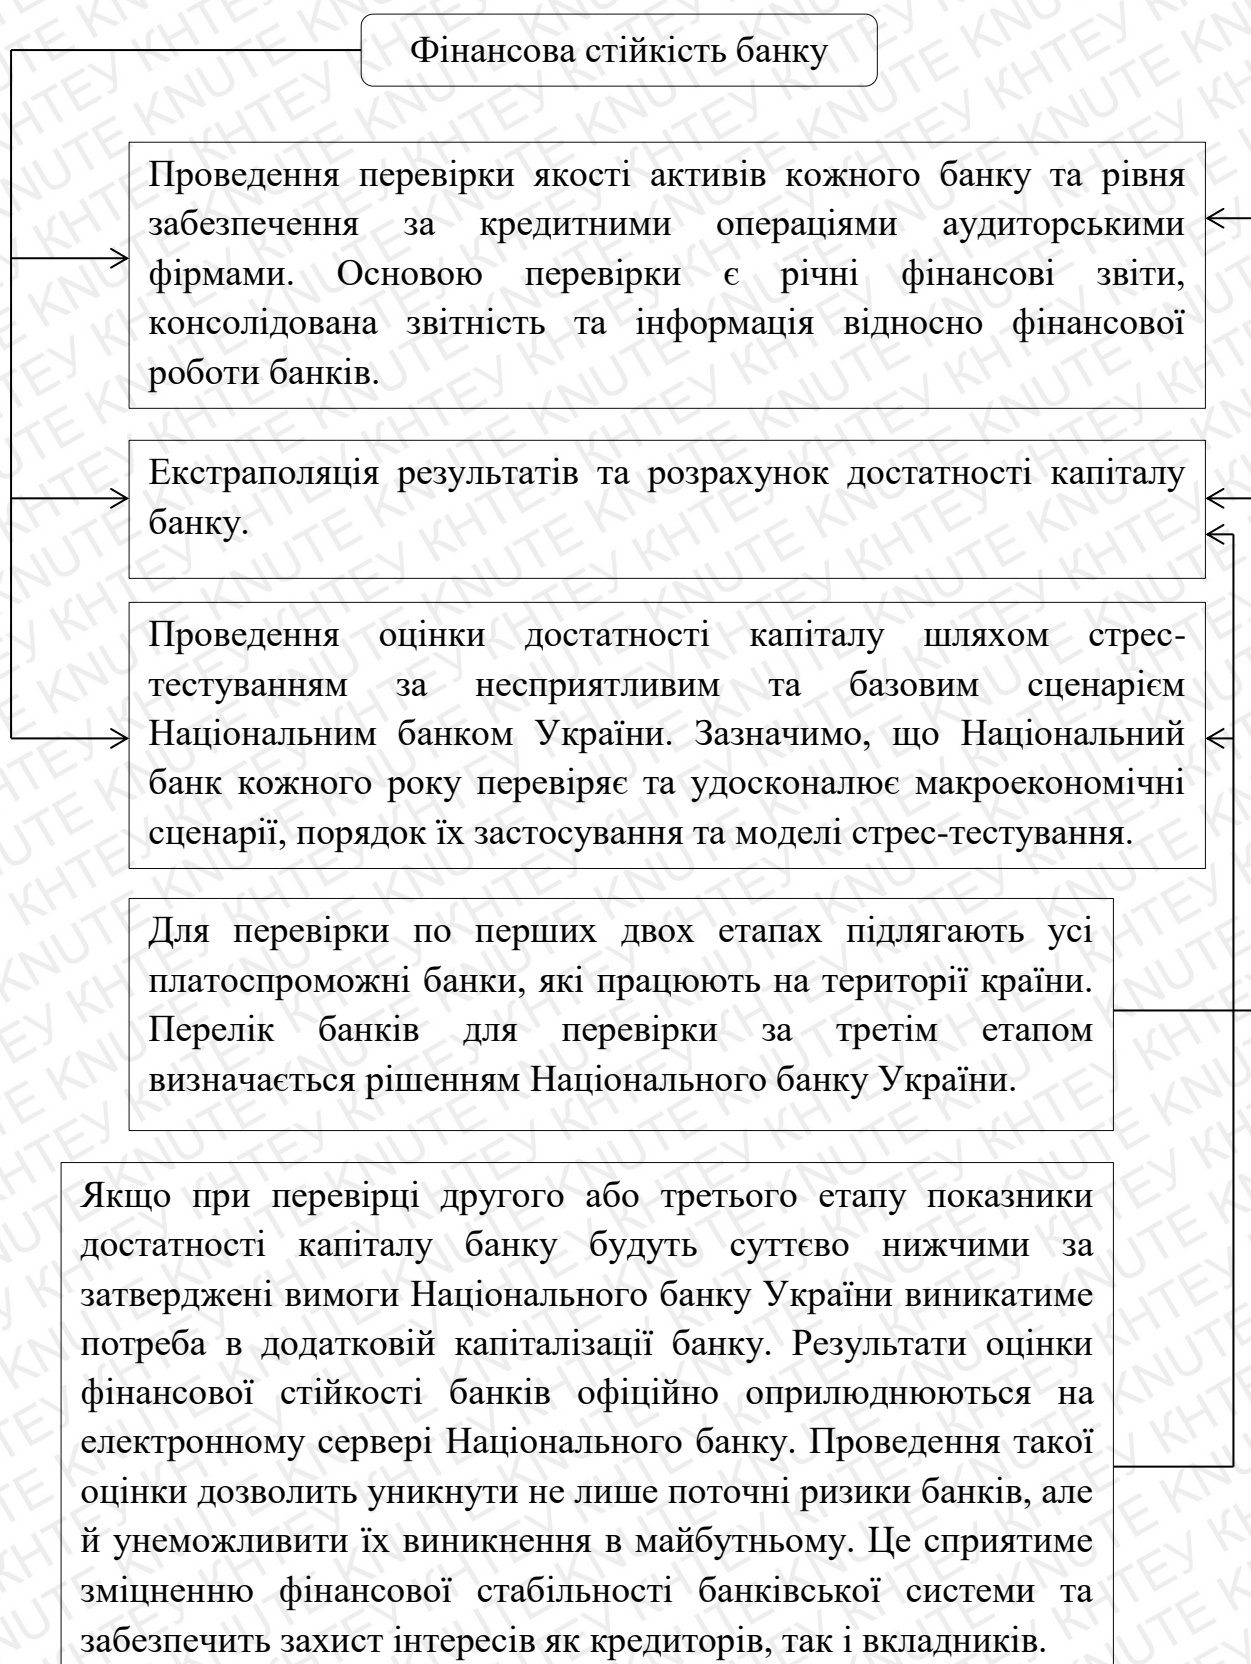 Фінансова стійкість банку
Проведення перевірки якості активів кожного банку та рівня
забезпечення за кредитними операціями аудиторськими
фірмами. Основою перевірки є річні фінансові звіти,
консолідована звітність та інформація відносно фінансової
роботи банків.
Екстраполяція результатів та розрахунок достатності капіталу
банку.
Проведення оцінки достатності капіталу шляхом стрес-
тестуванням за несприятливим та базовим сценарієм
Національним банком України. Зазначимо, що Національний
банк кожного року перевіряє та удосконалює макроекономічні
сценарії, порядок їх застосування та моделі стрес-тестування.
Для перевірки по перших двох етапах підлягають усі
платоспроможні банки, які працюють на території країни.
Перелік банків для перевірки за третім етапом
визначається рішенням Національного банку України.
Якщо при перевірці другого або третього етапу показники
достатності капіталу банку будуть суттєво нижчими за
затверджені вимоги Національного банку України виникатиме
потреба в додатковій капіталізації банку. Результати оцінки
фінансової стійкості банків офіційно оприлюднюються на
електронному сервері Національного банку. Проведення такої
оцінки дозволить уникнути не лише поточні ризики банків, але
й унеможливити їх виникнення в майбутньому. Це сприятиме
зміцненню фінансової стабільності банківської системи та
забезпечить захист інтересів як кредиторів, так і вкладників.